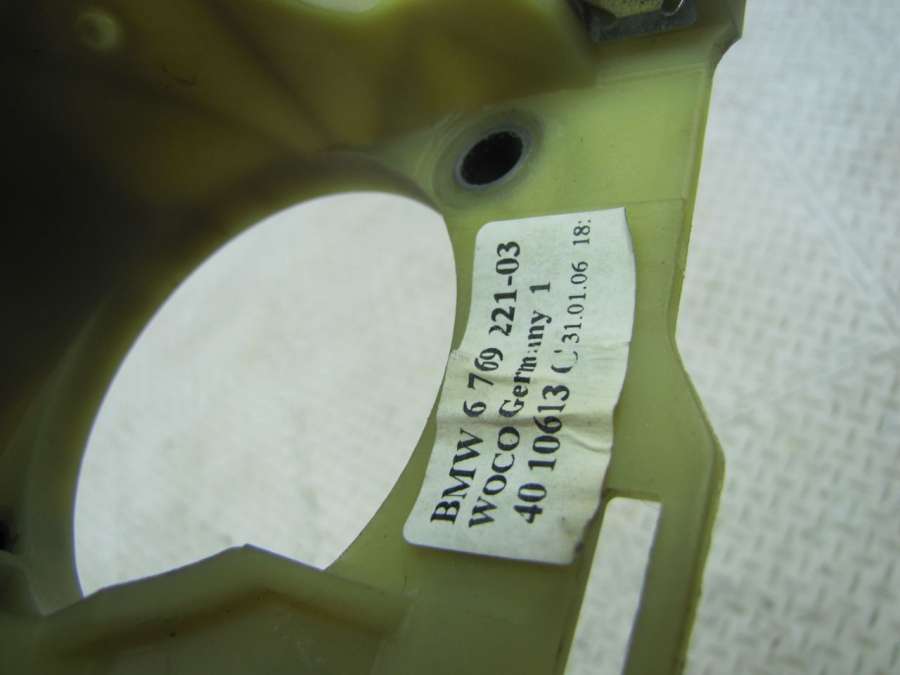 BMW 6 769 221-03
WOCO Germany 1
40 10613 C 31.01.06 18: